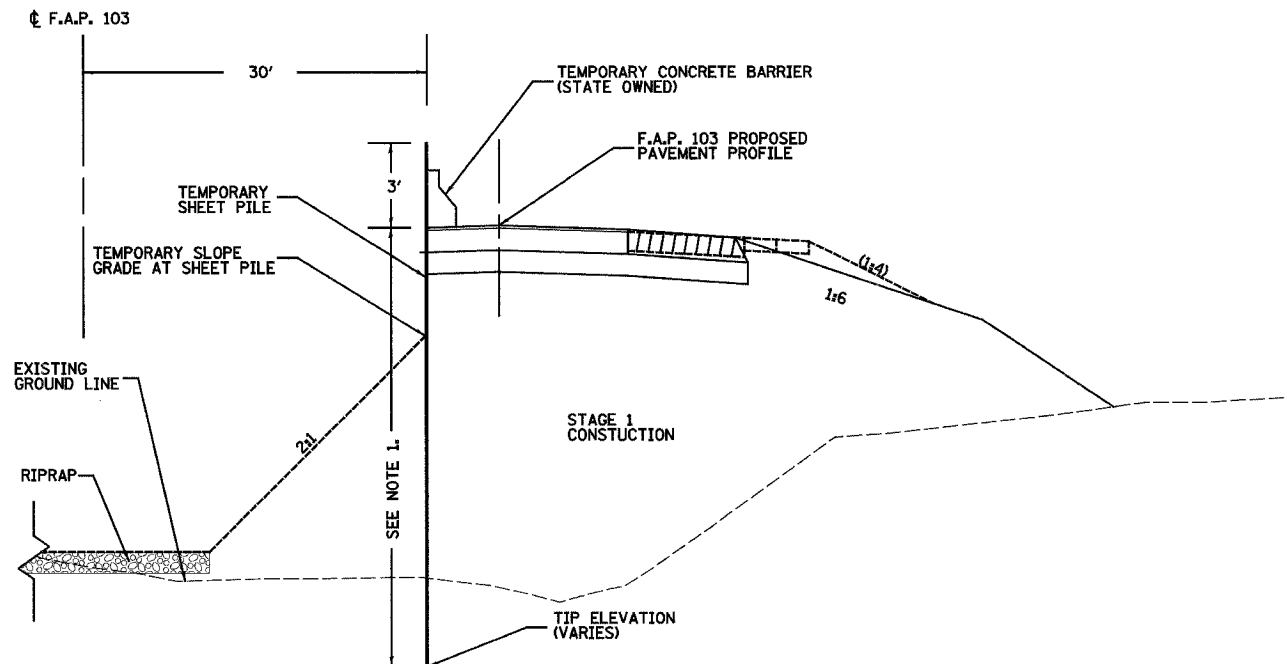 ℄ F.A.P. 103
30'
TEMPORARY CONCRETE BARRIER
(STATE OWNED)
F.A.P. 103 PROPOSED
PAVEMENT PROFILE
3'
TEMPORARY
SHEET PILE
TEMPORARY SLOPE
GRADE AT SHEET PILE
(1:4)
1:6
EXISTING
GROUND LINE
2:1
STAGE 1
CONSTUCTION
RIPRAP
SEE NOTE 1.
TIP ELEVATION
(VARIES)